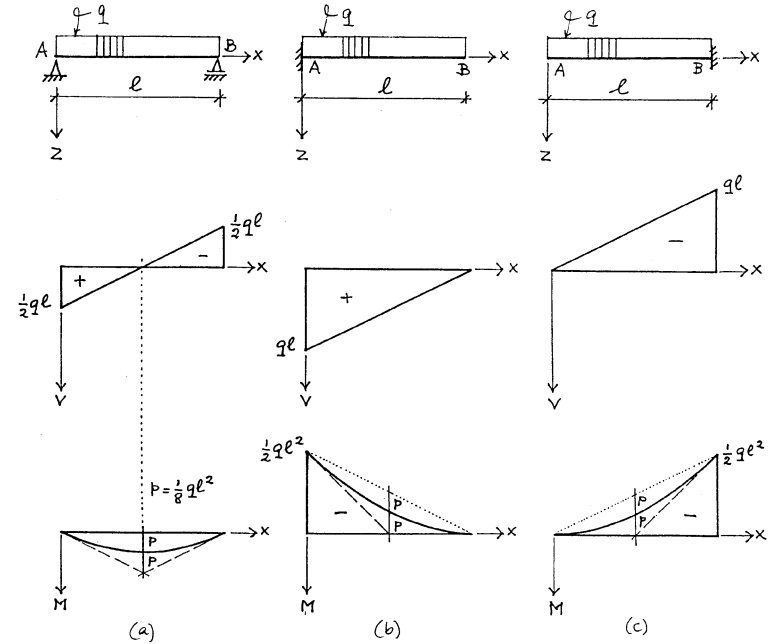 q q q
A B x A B x A B x
l l l
z z z
½ql ql
+ - x + x - x
½ql ql
V V V
½ql² ½ql²
P = ⅛ql²
P P x - P P x P P - x
M M M
(a) (b) (c)